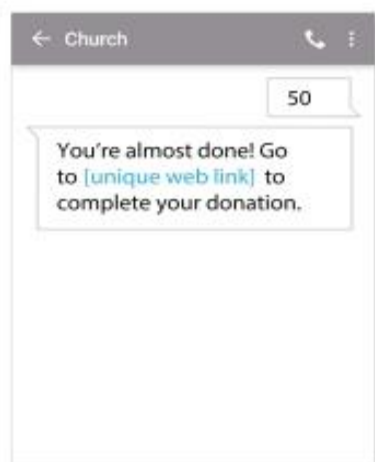 Church
50
You're almost done! Go
to [unique web link] to
complete your donation.